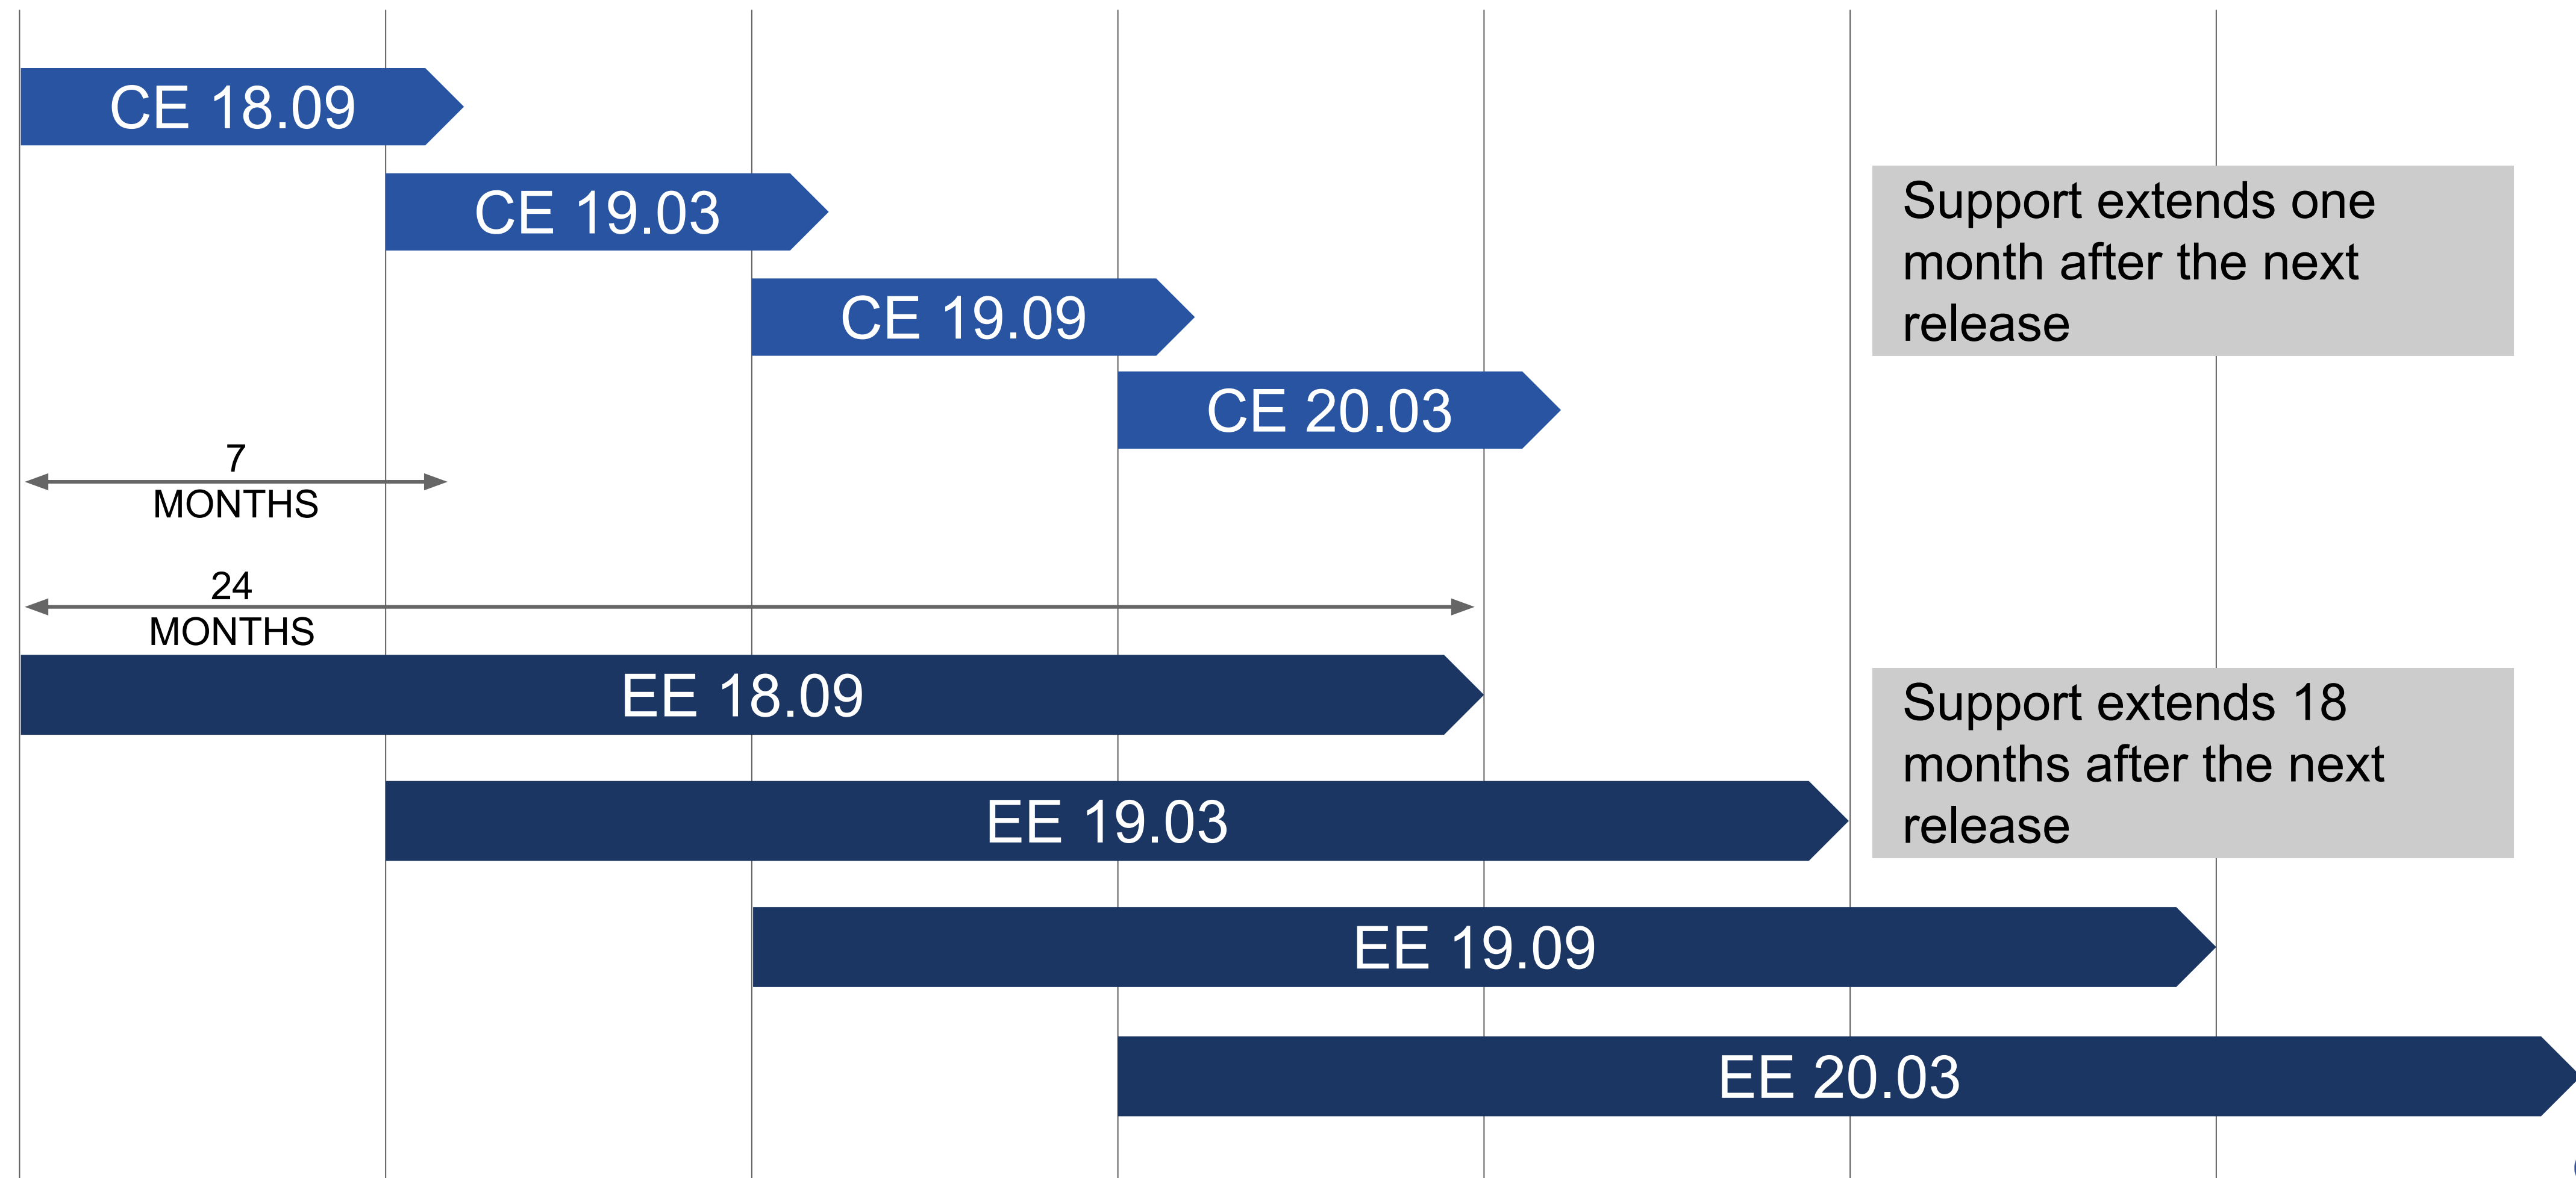 CE 18.09
CE 19.03
Support extends one
month after the next
release
CE 19.09
CE 20.03
7
MONTHS
24
MONTHS
EE 18.09
Support extends 18
months after the next
release
EE 19.03
EE 19.09
EE 20.03